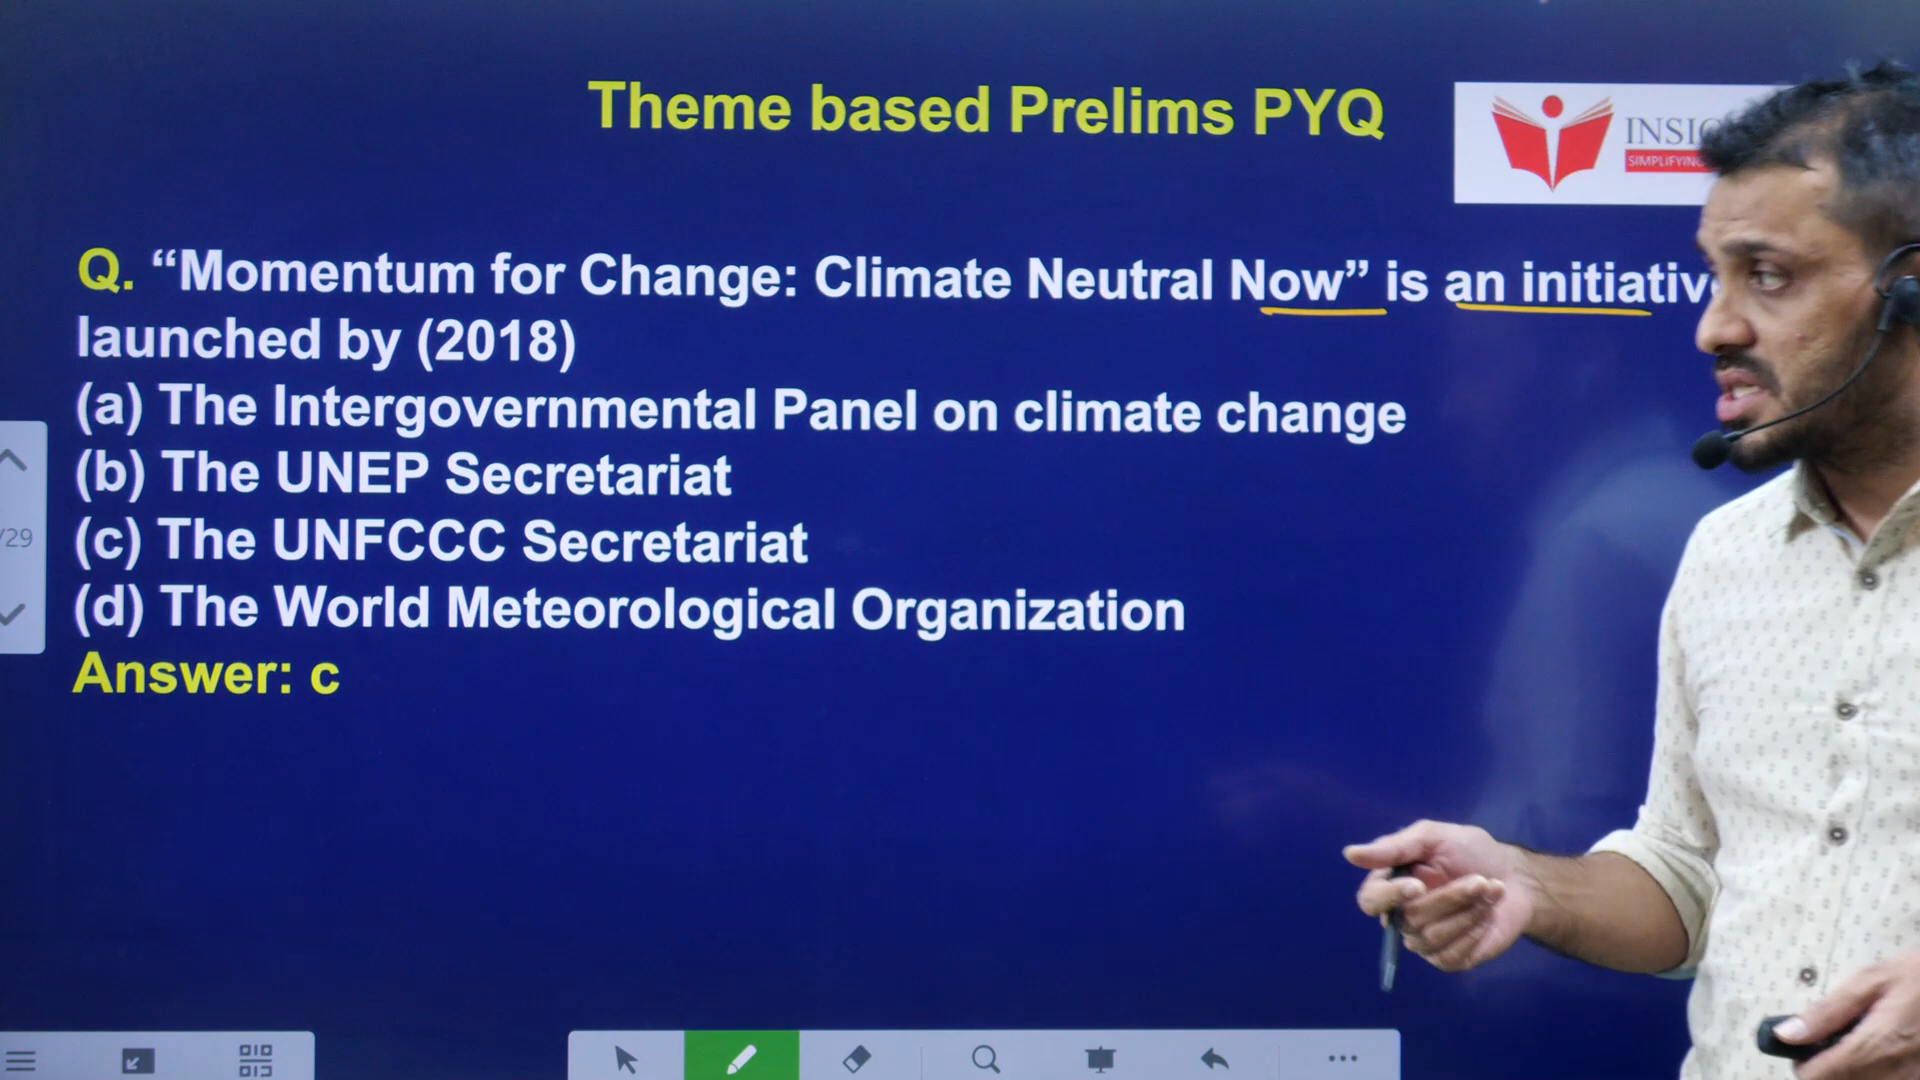 Theme based Prelims PYQ
INSIG
SIMPLIFYING
Q. “Momentum for Change: Climate Neutral Now” is an initiativ
launched by (2018)
(a) The Intergovernmental Panel on climate change
(b) The UNEP Secretariat
(c) The UNFCCC Secretariat
(d) The World Meteorological Organization
Answer: c
/29